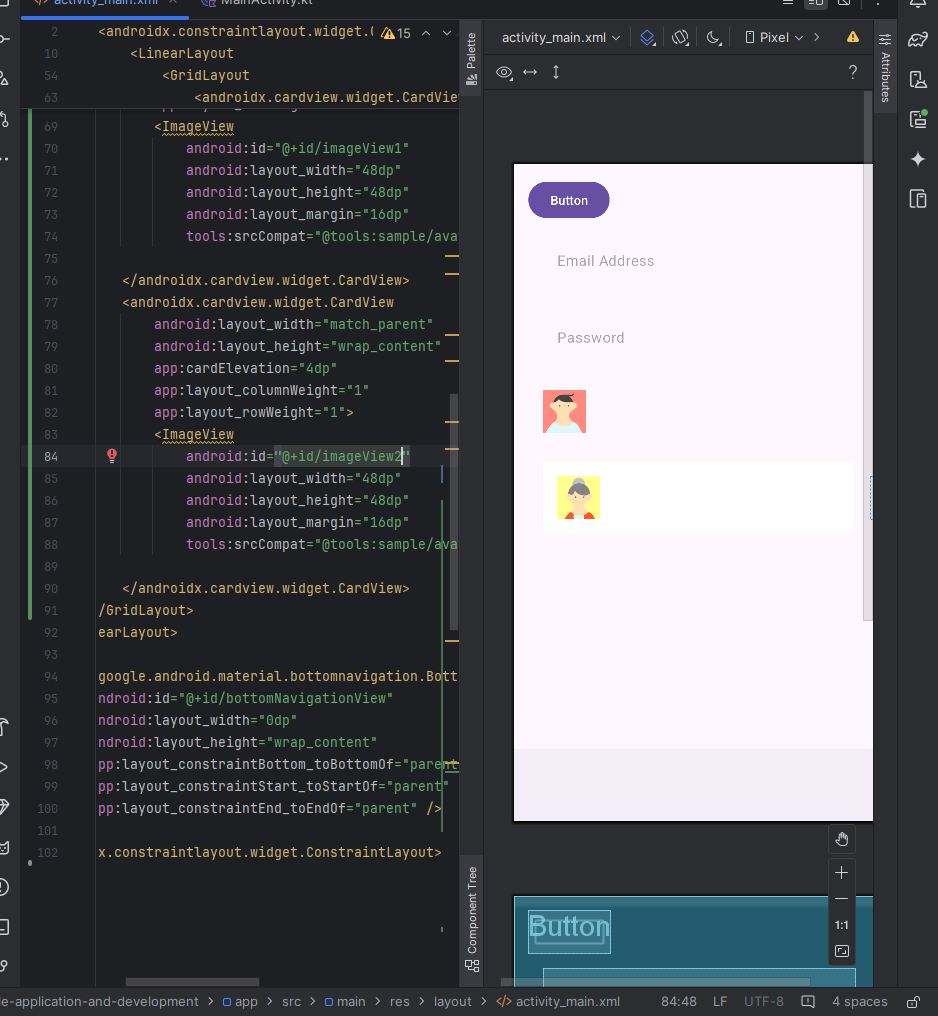 activity_main.xml
MainActivity.kt
2 <androidx.constraintlayout.widget.C 15
10 <LinearLayout
54 <GridLayout
63 <androidx.cardview.widget.CardVie
69 <ImageView
70 android:id="@+id/imageView1"
71 android:layout_width="48dp"
72 android:layout_height="48dp"
73 android:layout_margin="16dp"
74 tools:srcCompat="@tools:sample/ava
75
76 </androidx.cardview.widget.CardView>
77 <androidx.cardview.widget.CardView
78 android:layout_width="match_parent"
79 android:layout_height="wrap_content"
80 app:cardElevation="4dp"
81 app:layout_columnWeight="1"
82 app:layout_rowWeight="1">
83 <ImageView
84 android:id="@+id/imageView2"
85 android:layout_width="48dp"
86 android:layout_height="48dp"
87 android:layout_margin="16dp"
88 tools:srcCompat="@tools:sample/ava
89
90 </androidx.cardview.widget.CardView>
91 /GridLayout>
92 earLayout>
93
94 google.android.material.bottomnavigation.Bott
95 ndroid:id="@+id/bottomNavigationView"
96 ndroid:layout_width="0dp"
97 ndroid:layout_height="wrap_content"
98 pp:layout_constraintBottom_toBottomOf="parent
99 pp:layout_constraintStart_toStartOf="parent"
100 pp:layout_constraintEnd_toEndOf="parent" />
101
102 x.constraintlayout.widget.ConstraintLayout>
Palette
Component Tree
activity_main.xml
Pixel
?
Attributes
Button
Email Address
Password
1:1
Button
le-application-and-development > app > src > main > res > layout > activity_main.xml
84:48 LF UTF-8 4 spaces